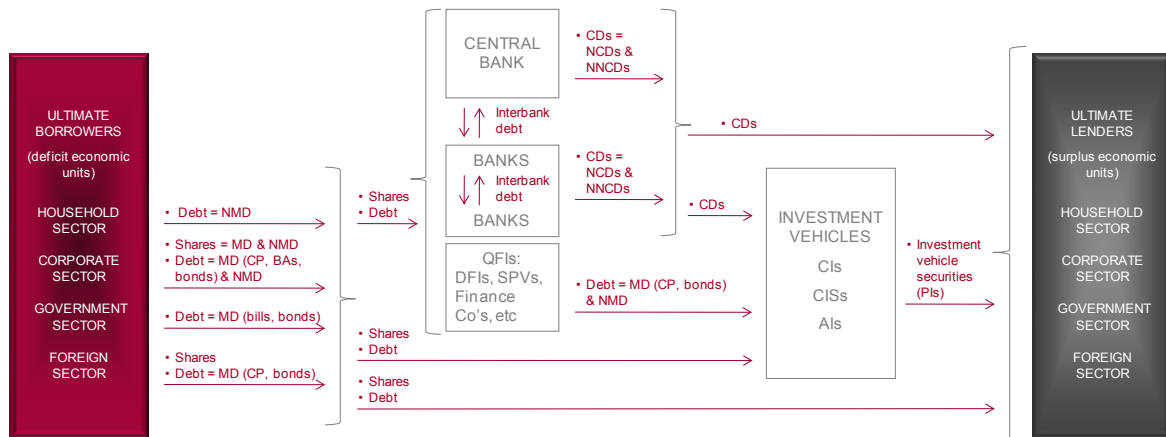 ULTIMATE
BORROWERS
(deficit economic
units)
HOUSEHOLD
SECTOR
CORPORATE
SECTOR
GOVERNMENT
SECTOR
FOREIGN
SECTOR
• Debt = NMD
• Shares = MD & NMD
• Debt = MD (CP, BAs,
bonds) & NMD
• Debt = MD (bills, bonds)
• Shares
• Debt = MD (CP, bonds)
• Shares
• Debt
CENTRAL
BANK
Interbank
debt
BANKS
Interbank
debt
BANKS
QFIs:
DFIs, SPVs,
Finance
Co's, etc
• CDs =
NCDs &
NNCDs
• CDs =
NCDs &
NNCDs
• Debt = MD (CP, bonds)
& NMD
• Shares
• Debt
• Shares
• Debt
• CDs
• CDs
INVESTMENT
VEHICLES
CIs
CISs
AIs
• Investment
vehicle
securities
(PIs)
ULTIMATE
LENDERS
(surplus economic
units)
HOUSEHOLD
SECTOR
CORPORATE
SECTOR
GOVERNMENT
SECTOR
FOREIGN
SECTOR